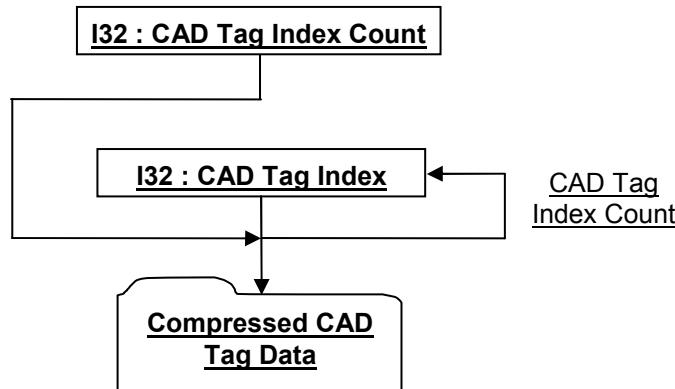 I32 : CAD Tag Index Count
I32 : CAD Tag Index
CAD Tag
Index Count
Compressed CAD
Tag Data